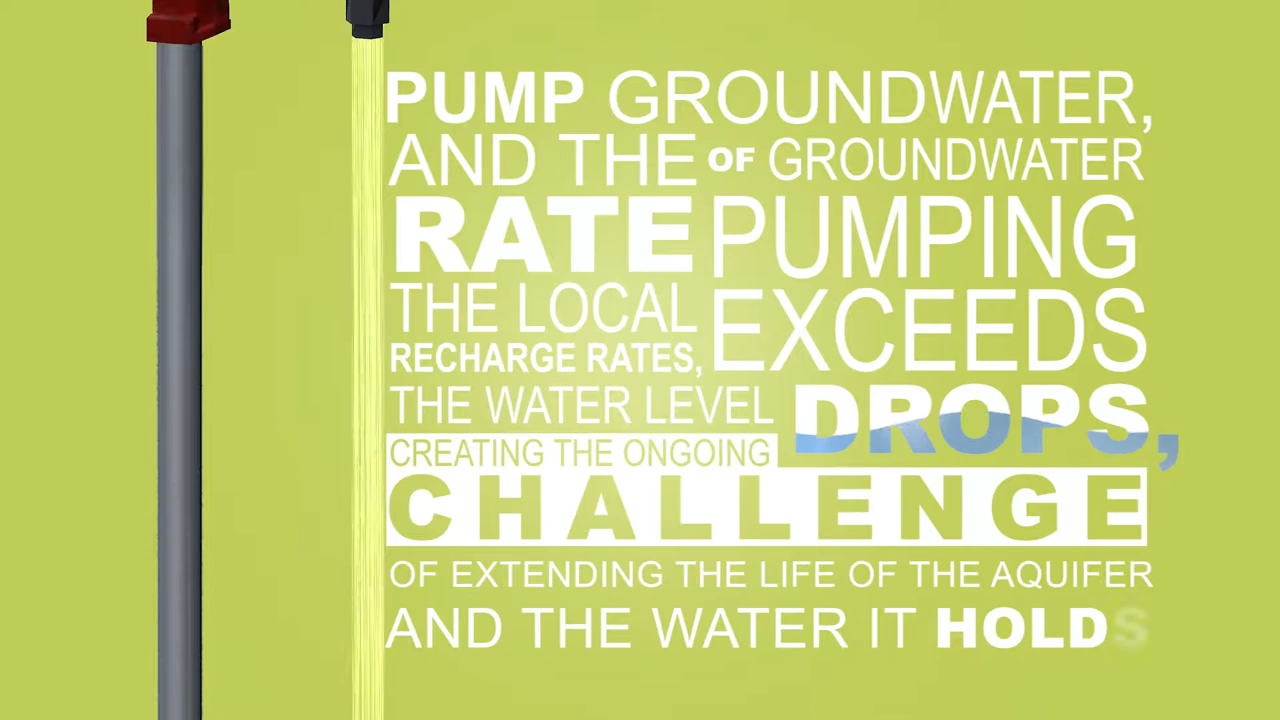 PUMP GROUNDWATER,
AND THE OF GROUNDWATER
RATE PUMPING
THE LOCAL EXCEEDS
RECHARGE RATES,
THE WATER LEVEL DROPS,
CREATING THE ONGOING
CHALLENGE
OF EXTENDING THE LIFE OF THE AQUIFER
AND THE WATER IT HOLDS